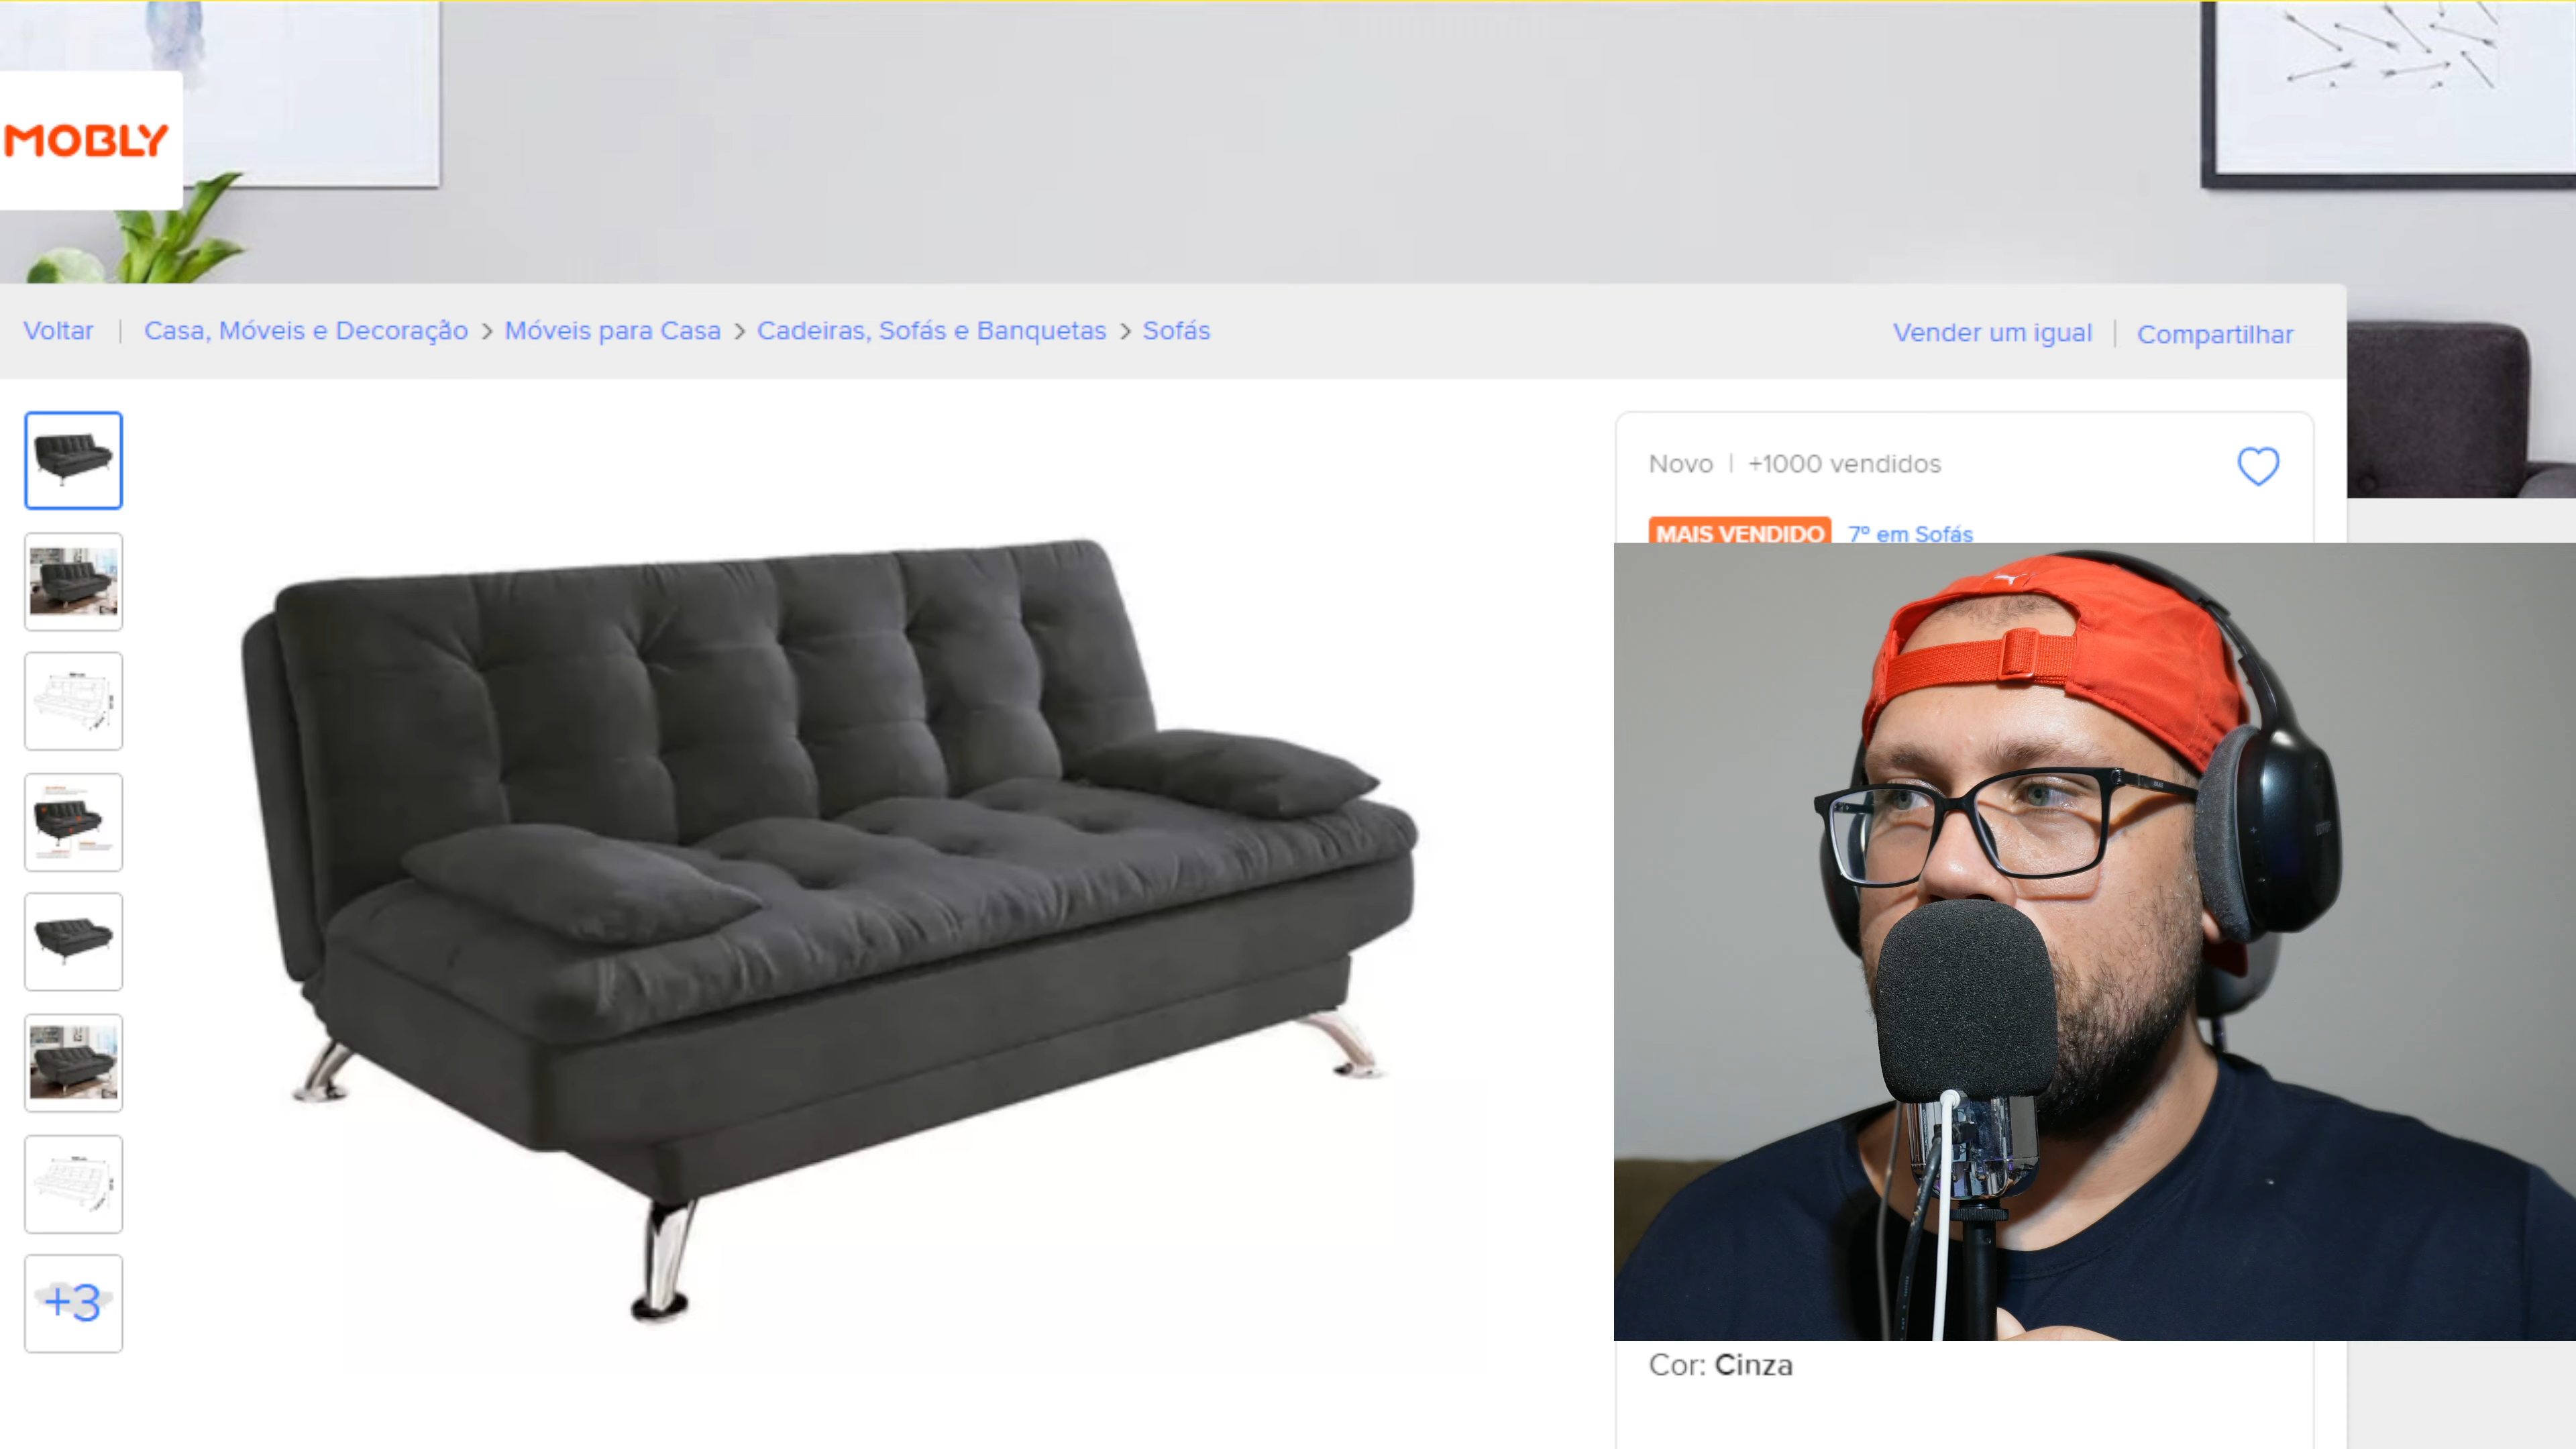 MOBLY
Voltar | Casa, Móveis e Decoração > Móveis para Casa > Cadeiras, Sofás e Banquetas > Sofás
Vender um igual | Compartilhar
Novo | +1000 vendidos
MAIS VENDIDO 7º em Sofás
+3
Cor: Cinza